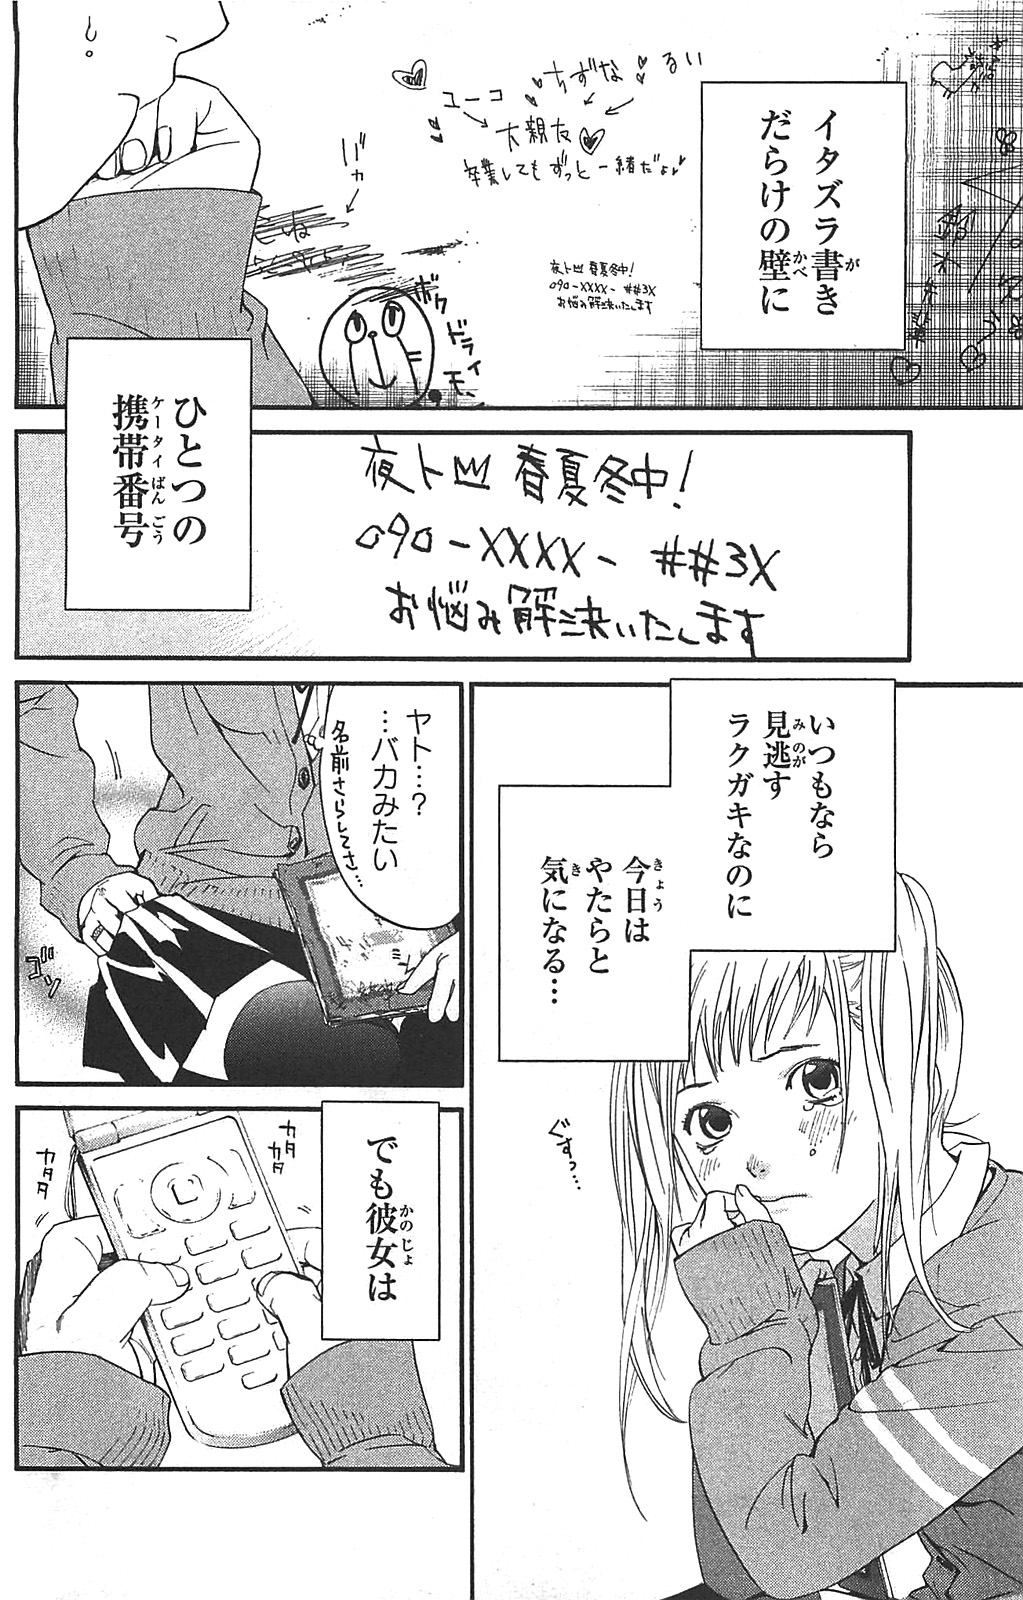 イタズラ書き
だらけの壁に
るい
ちずな
ユーコ
大親友
卒業してもずっと一緒だよ
バカ
しね
夜ト 春夏冬中!
090-XXXX-##3X
お悩み解決いたします
ボクドライモ
?。
ひとつの
携帯番号
夜ト 春夏冬中!
090-XXXX-##3X
お悩み解決いたします
いつもなら
見逃す
ラクガキなのに
今日は
やたらと
気になる…
ぐすっ…
ヤト…?
…バカみたい
名前さらしてさ…
ゴソ
でも彼女は
カタカタ
カタカタ